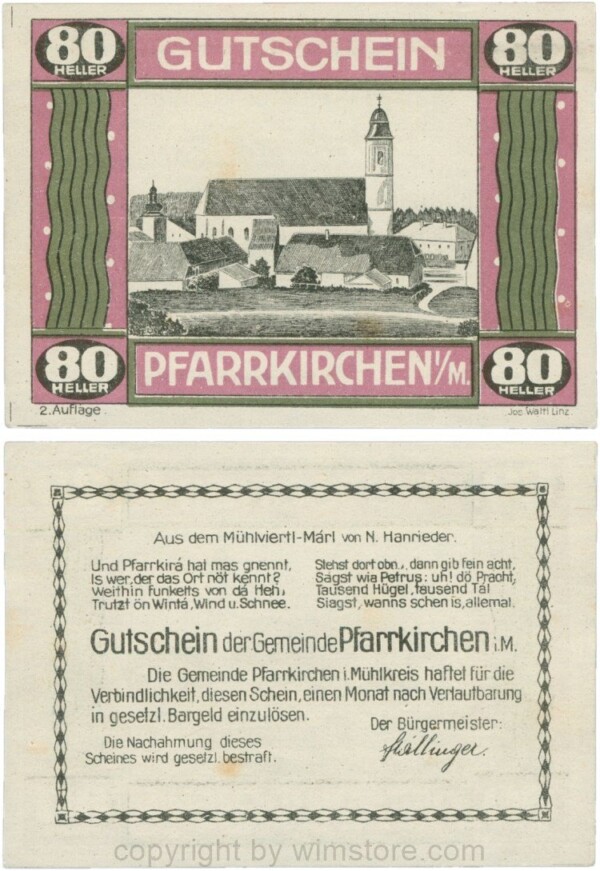 80 HELLER
GUTSCHEIN
80 HELLER
80 HELLER
PFARRKIRCHEN I/M.
80 HELLER
2. Auflage.
Jos. Waltl Linz.
Aus dem Mühlviertl-Márl von N. Hanrieder.
Und Pfarrkirá hat mas gnennt,
Is wer, der das Ort nöt kennt?
Weithin funkelts von dá Heh,
Trutzt ön Wintá, Wind u. Schnee.
Stehst dort obn., dann gib fein acht,
Sagst wia Petrus: uh! dö Pracht,
Tausend Hügel, tausend Tál
Siagst, wanns schen is, allemal.
Gutschein der Gemeinde Pfarrkirchen i. M.
Die Gemeinde Pfarrkirchen i. Mühlkreis haftet für die
Verbindlichkeit, diesen Schein, einen Monat nach Verlautbarung
in gesetzl. Bargeld einzulösen.
Der Bürgermeister:
Die Nachahmung dieses
Scheines wird gesetzl. bestraft.
copyright by wimstore.com